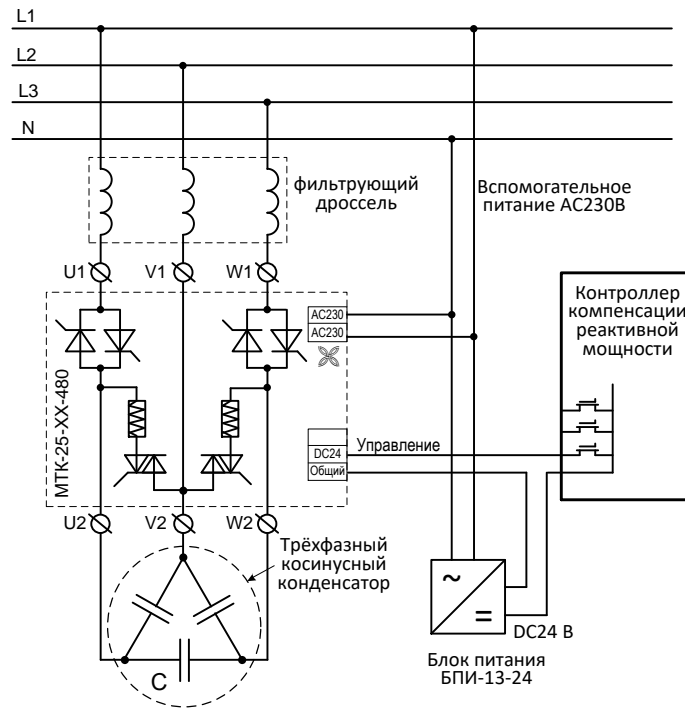 L1
L2
L3
N
фильтрующий
дроссель
Вспомогательное
питание AC230В
U1
V1
W1
AC230
AC230
Контроллер
компенсации
реактивной
мощности
МТК-25-ХХ-480
DC24
Общий
Управление
U2
V2
W2
Трёхфазный
косинусный
конденсатор
C
~
=
DC24 В
Блок питания
БПИ-13-24